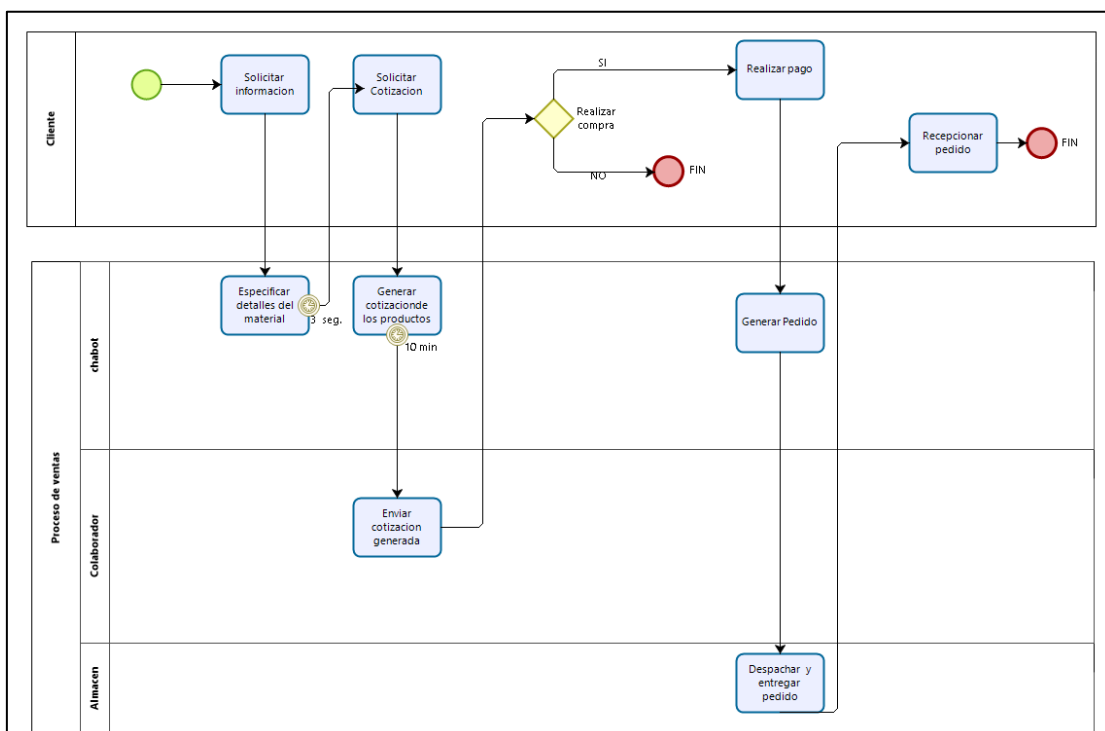 Cliente
Solicitar
informacion
Solicitar
Cotizacion
SI
Realizar
compra
NO
FIN
Realizar pago
Recepcionar
pedido
FIN
Proceso de ventas
chabot
Especificar
detalles del
material
3 seg.
Generar
cotizacionde
los productos
10 min
Generar Pedido
Colaborador
Enviar
cotizacion
generada
Almacen
Despachar y
entregar
pedido